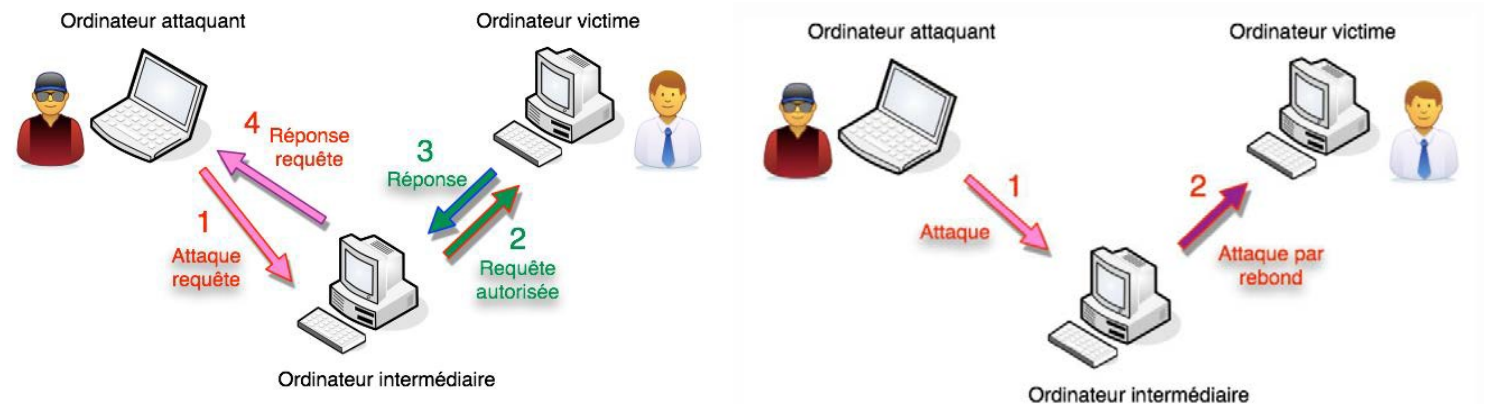 Ordinateur attaquant
Ordinateur victime
4
Réponse
requête
3
Réponse
1
Attaque
requête
2
Requête
autorisée
Ordinateur intermédiaire
Ordinateur attaquant
Ordinateur victime
1
Attaque
2
Attaque par
rebond
Ordinateur intermédiaire